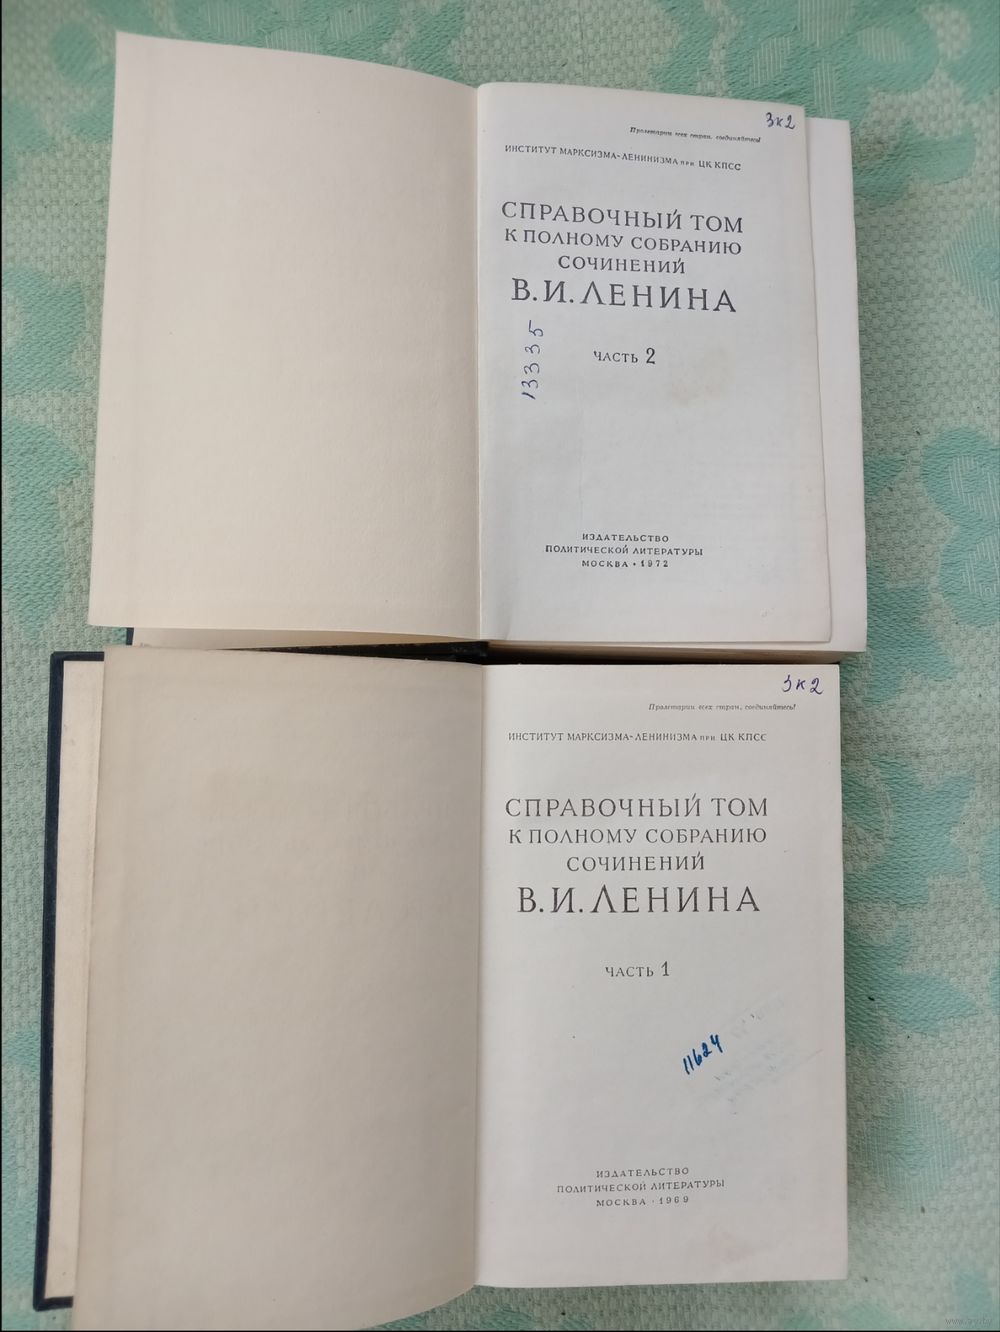 3к2
Пролетарии всех стран, соединяйтесь!
ИНСТИТУТ МАРКСИЗМА-ЛЕНИНИЗМА ПРИ ЦК КПСС
СПРАВОЧНЫЙ ТОМ
К ПОЛНОМУ СОБРАНИЮ
СОЧИНЕНИЙ
В.И.ЛЕНИНА
13335
ЧАСТЬ 2
ИЗДАТЕЛЬСТВО
ПОЛИТИЧЕСКОЙ ЛИТЕРАТУРЫ
МОСКВА • 1972
3к2
Пролетарии всех стран, соединяйтесь!
ИНСТИТУТ МАРКСИЗМА-ЛЕНИНИЗМА ПРИ ЦК КПСС
СПРАВОЧНЫЙ ТОМ
К ПОЛНОМУ СОБРАНИЮ
СОЧИНЕНИЙ
В.И.ЛЕНИНА
ЧАСТЬ 1
11624
ИЗДАТЕЛЬСТВО
ПОЛИТИЧЕСКОЙ ЛИТЕРАТУРЫ
МОСКВА · 1969